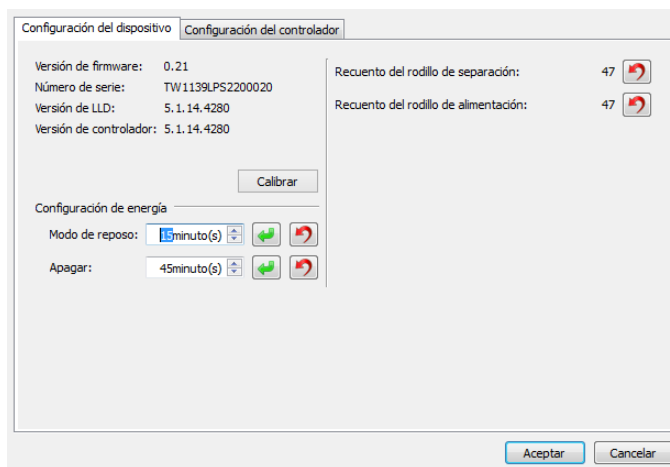 Configuración del dispositivo
Configuración del controlador
Versión de firmware: 0.21
Número de serie: TW1139LPS2200020
Versión de LLD: 5.1.14.4280
Versión de controlador: 5.1.14.4280
Calibrar
Configuración de energía
Modo de reposo: 15minuto(s)
Apagar: 45minuto(s)
Recuento del rodillo de separación: 47
Recuento del rodillo de alimentación: 47
Aceptar
Cancelar